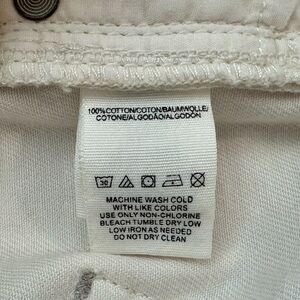 100%COTTON/COTON/BAUMWOLLE/
COTONE/ALGODÃO/ALGODÓN
30
MACHINE WASH COLD
WITH LIKE COLORS
USE ONLY NON-CHLORINE
BLEACH TUMBLE DRY LOW
LOW IRON AS NEEDED
DO NOT DRY CLEAN